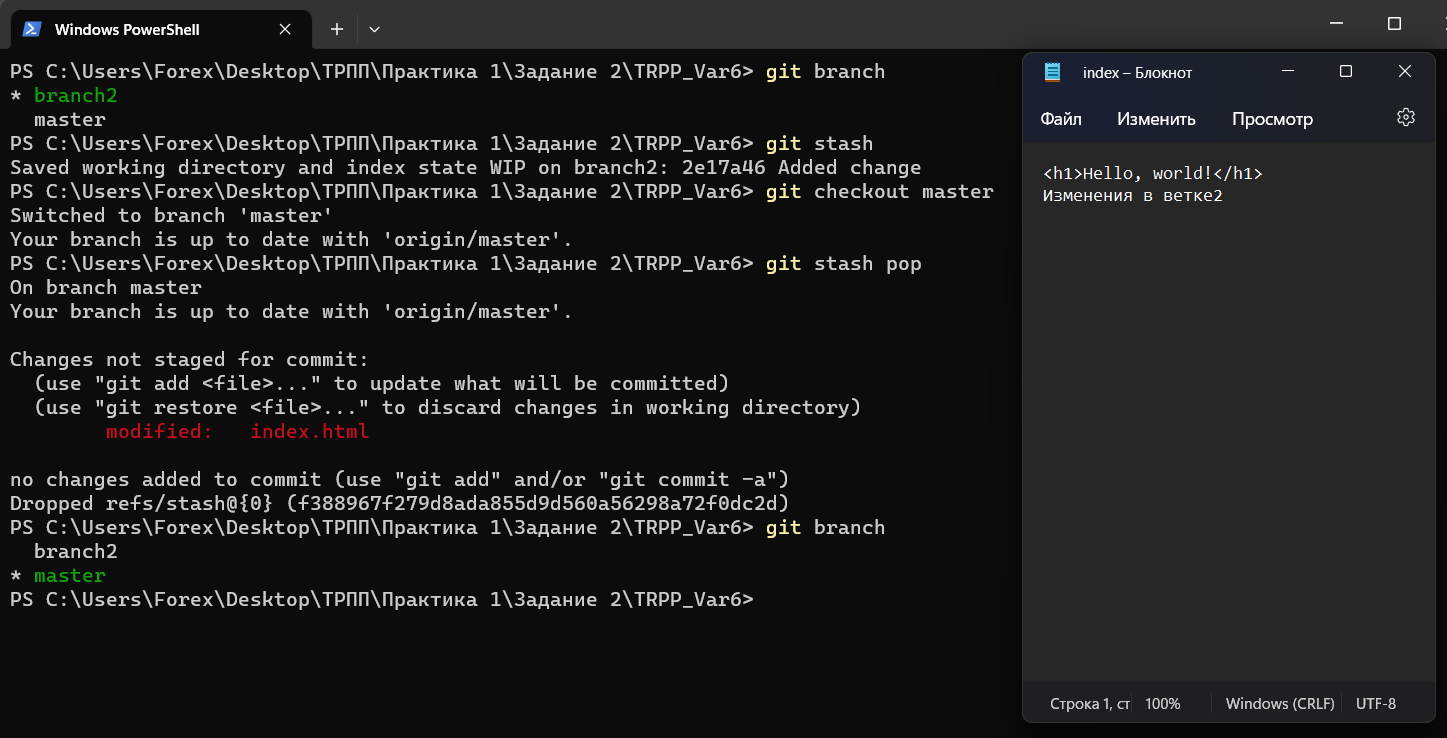 Windows PowerShell
PS C:\Users\Forex\Desktop\ТРПП\Практика 1\Задание 2\TRPP_Var6> git branch
* branch2
  master
PS C:\Users\Forex\Desktop\ТРПП\Практика 1\Задание 2\TRPP_Var6> git stash
Saved working directory and index state WIP on branch2: 2e17a46 Added change
PS C:\Users\Forex\Desktop\ТРПП\Практика 1\Задание 2\TRPP_Var6> git checkout master
Switched to branch 'master'
Your branch is up to date with 'origin/master'.
PS C:\Users\Forex\Desktop\ТРПП\Практика 1\Задание 2\TRPP_Var6> git stash pop
On branch master
Your branch is up to date with 'origin/master'.
Changes not staged for commit:
  (use "git add <file>..." to update what will be committed)
  (use "git restore <file>..." to discard changes in working directory)
        modified:   index.html
no changes added to commit (use "git add" and/or "git commit -a")
Dropped refs/stash@{0} (f388967f279d8ada855d9d560a56298a72f0dc2d)
PS C:\Users\Forex\Desktop\ТРПП\Практика 1\Задание 2\TRPP_Var6> git branch
  branch2
* master
PS C:\Users\Forex\Desktop\ТРПП\Практика 1\Задание 2\TRPP_Var6>
index – Блокнот
Файл Изменить Просмотр
<h1>Hello, world!</h1>
Изменения в ветке2
Строка 1, ст 100% Windows (CRLF) UTF-8